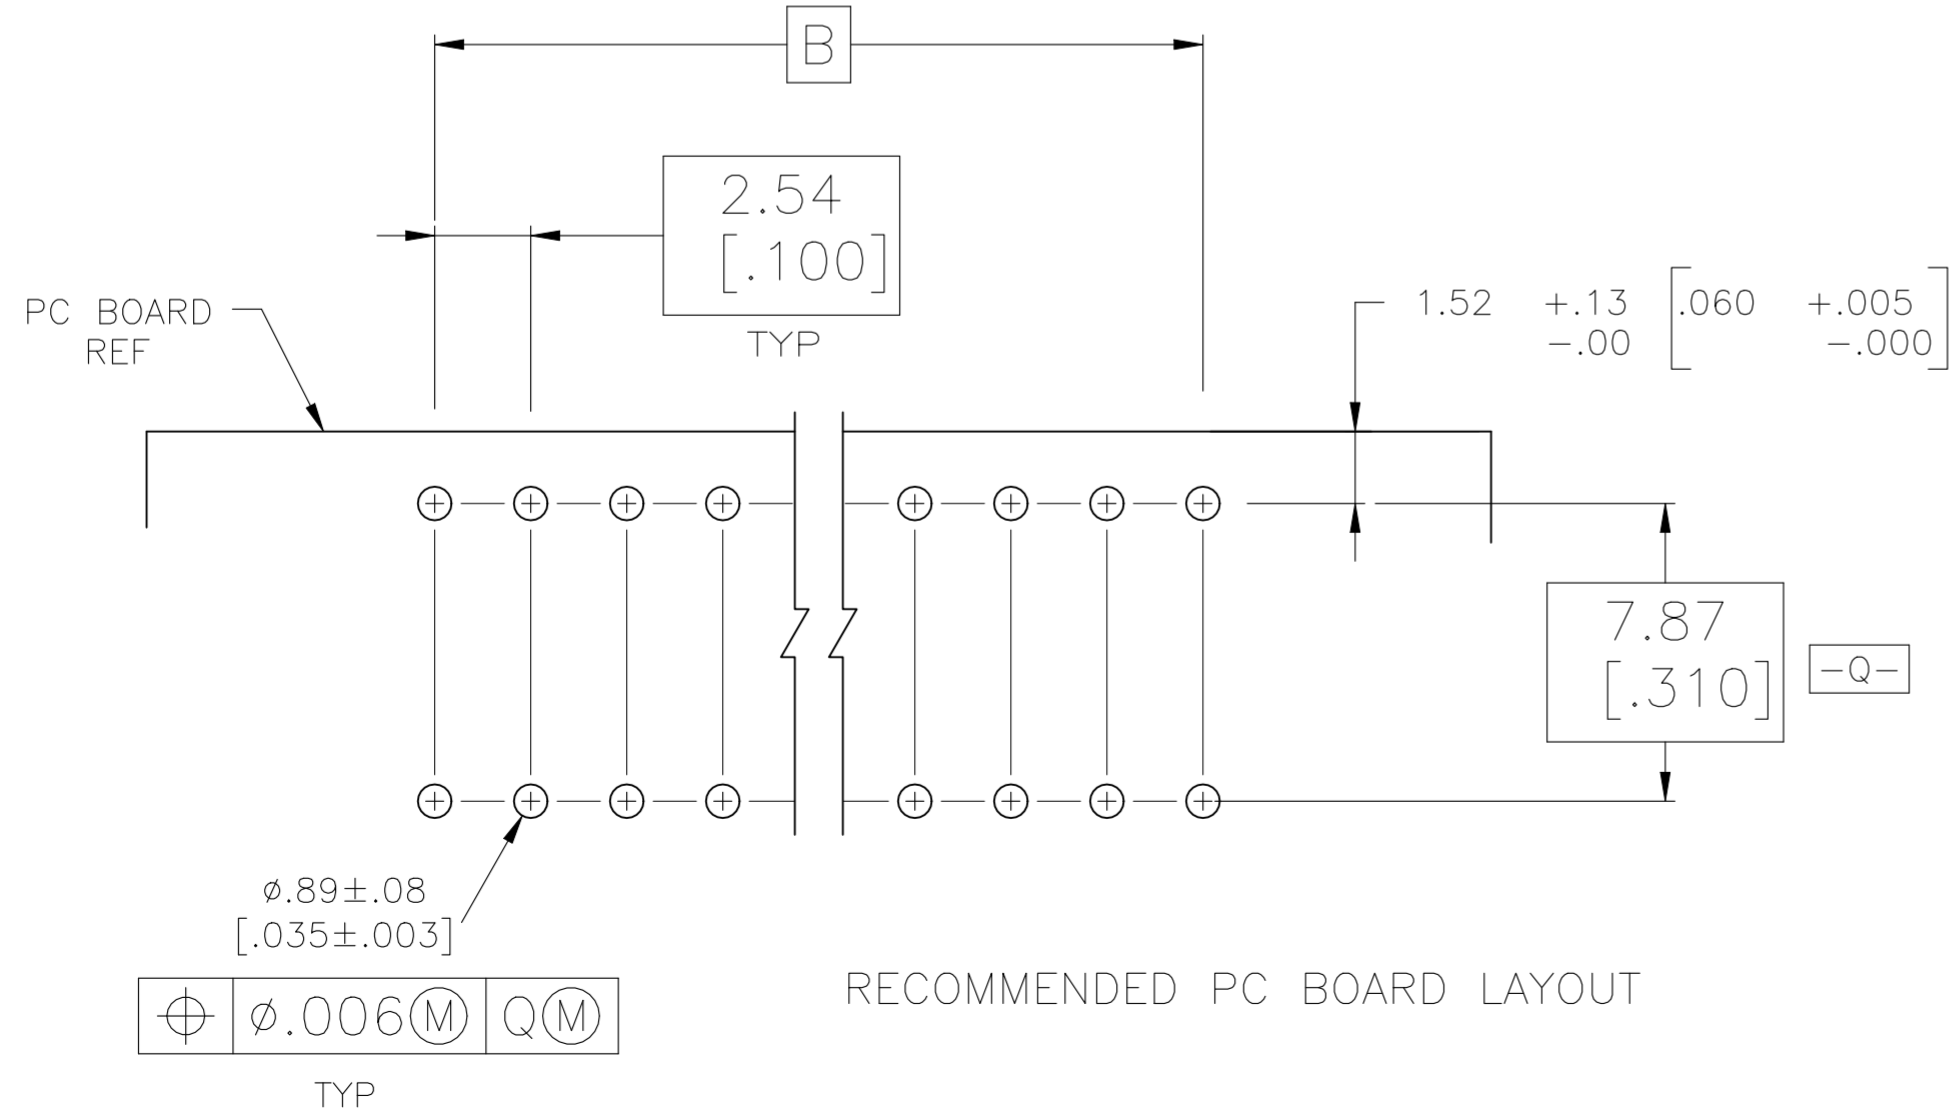 B
2.54
[.100]
TYP
PC BOARD
REF
1.52 +.13 [.060 +.005
-.00 -.000]
7.87
[.310]
-Q-
⌀.89±.08
[.035±.003]
⌖ ⌀.006Ⓜ QⓂ
TYP
RECOMMENDED PC BOARD LAYOUT